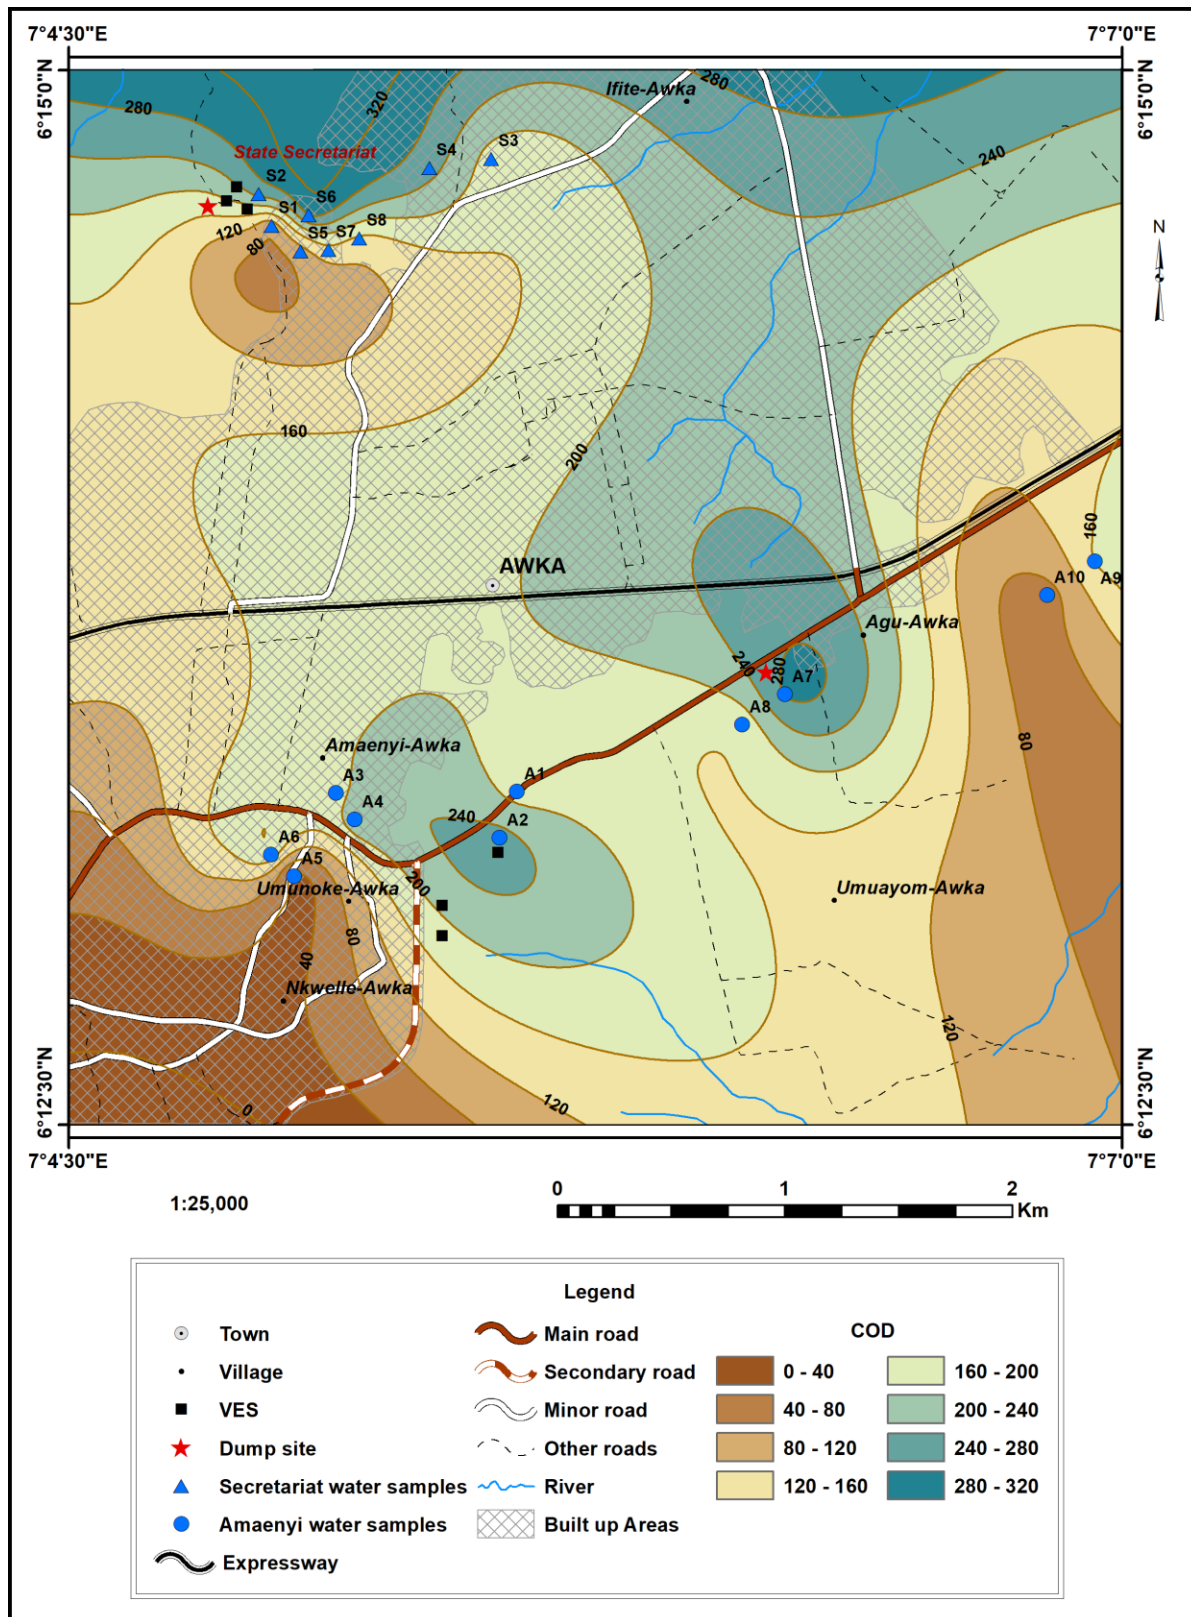 7°4'30"E
7°7'0"E
6°15'0"N
6°15'0"N
280
320
280
Ifite-Awka
State Secretariat
S4
S3
240
S2
S6
S1
S8
S7
S5
120
80
N
160
200
160
AWKA
A10
A9
Agu-Awka
240
280
A7
A8
80
Amaenyi-Awka
A3
A1
A4
240
A2
A6
A5
200
Umunoke-Awka
Umuayom-Awka
80
40
Nkwelle-Awka
120
0
120
6°12'30"N
6°12'30"N
7°4'30"E
7°7'0"E
1:25,000
0 1 2
Km
Legend
Town
Village
VES
Dump site
Secretariat water samples
Amaenyi water samples
Expressway
Main road
Secondary road
Minor road
Other roads
River
Built up Areas
COD
0 - 40
40 - 80
80 - 120
120 - 160
160 - 200
200 - 240
240 - 280
280 - 320